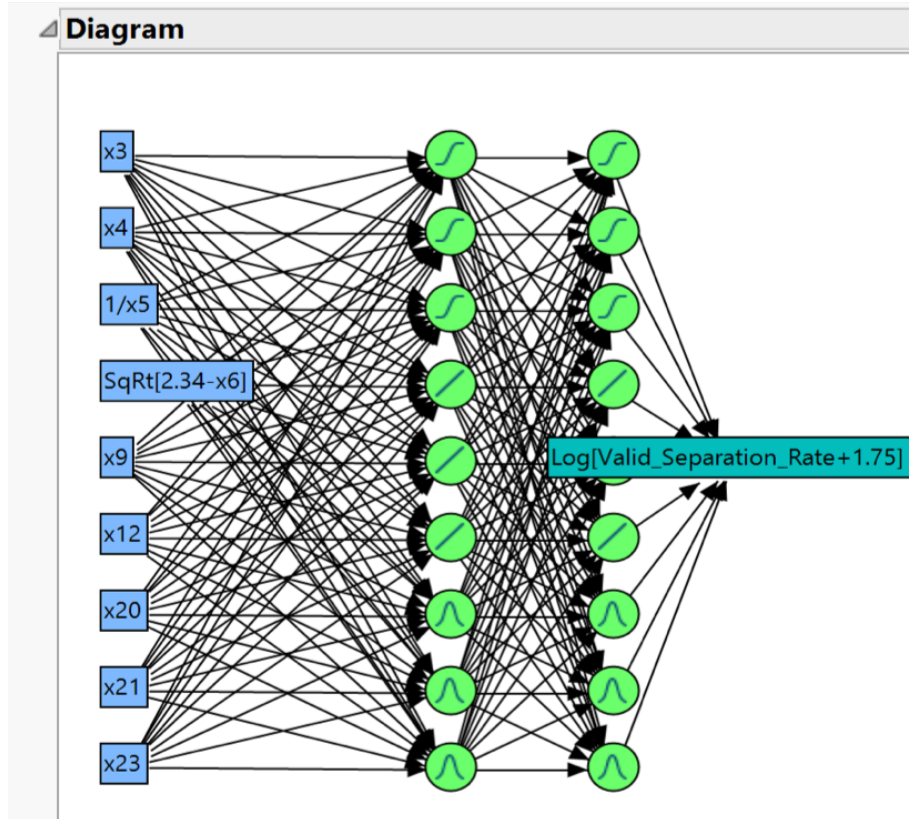 Diagram
x3
x4
1/x5
SqRt[2.34-x6]
x9
Log[Valid_Separation_Rate+1.75]
x12
x20
x21
x23